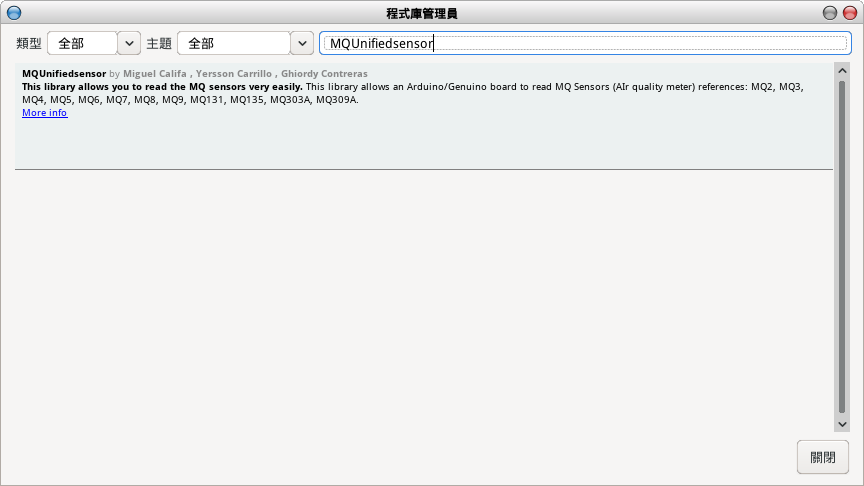 程式庫管理員
類型 全部 主題 全部 MQUnifiedsensor
MQUnifiedsensor by Miguel Califa , Yersson Carrillo , Ghiordy Contreras
This library allows you to read the MQ sensors very easily. This library allows an Arduino/Genuino board to read MQ Sensors (AIr quality meter) references: MQ2, MQ3,
MQ4, MQ5, MQ6, MQ7, MQ8, MQ9, MQ131, MQ135, MQ303A, MQ309A.
More info
關閉